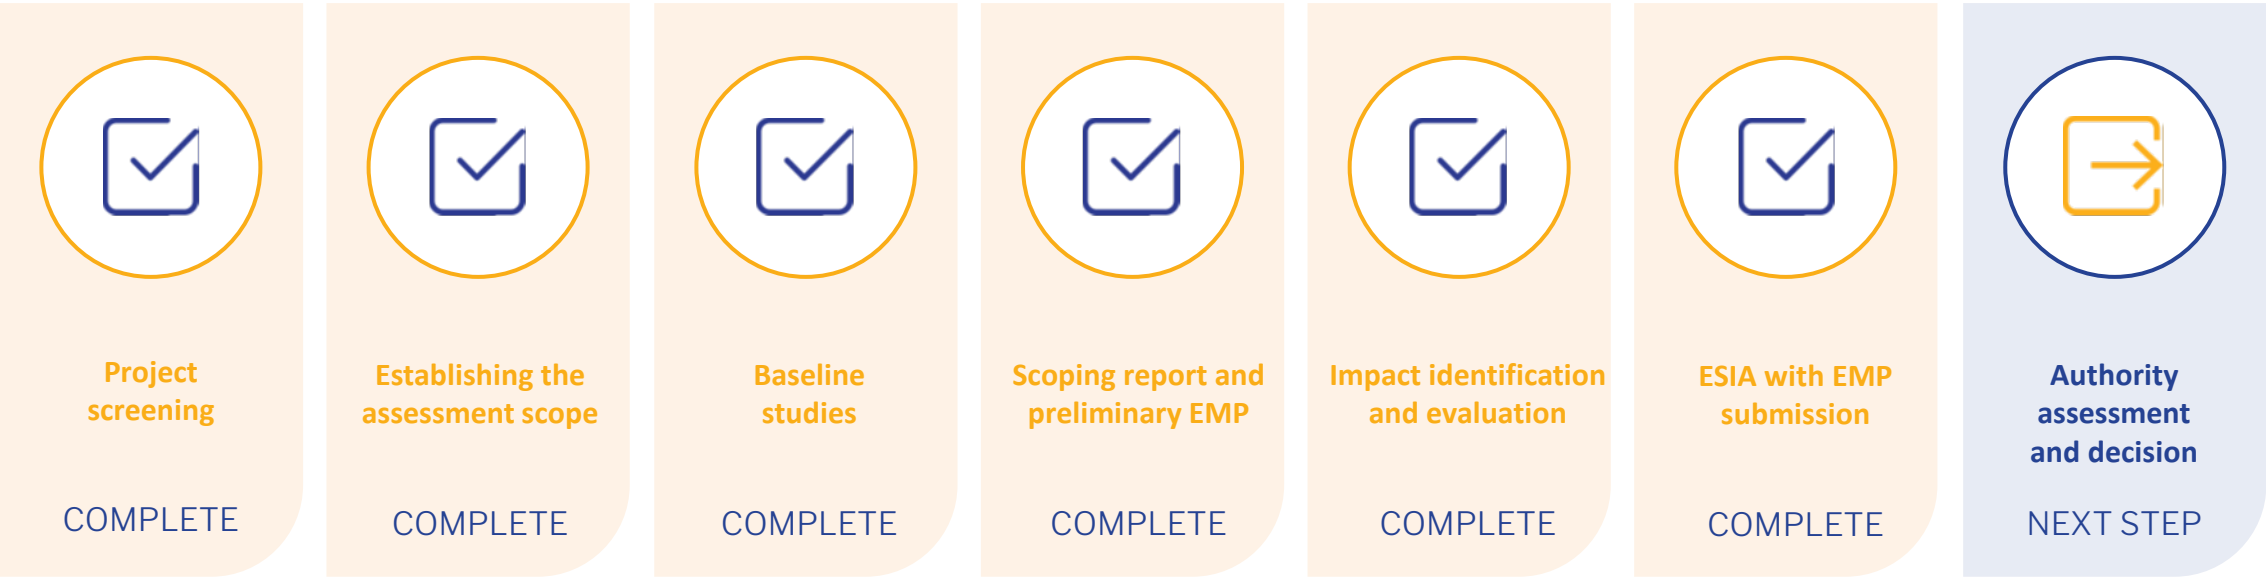 Project
screening
COMPLETE
Establishing the
assessment scope
COMPLETE
Baseline
studies
COMPLETE
Scoping report and
preliminary EMP
COMPLETE
Impact identification
and evaluation
COMPLETE
ESIA with EMP
submission
COMPLETE
Authority
assessment
and decision
NEXT STEP